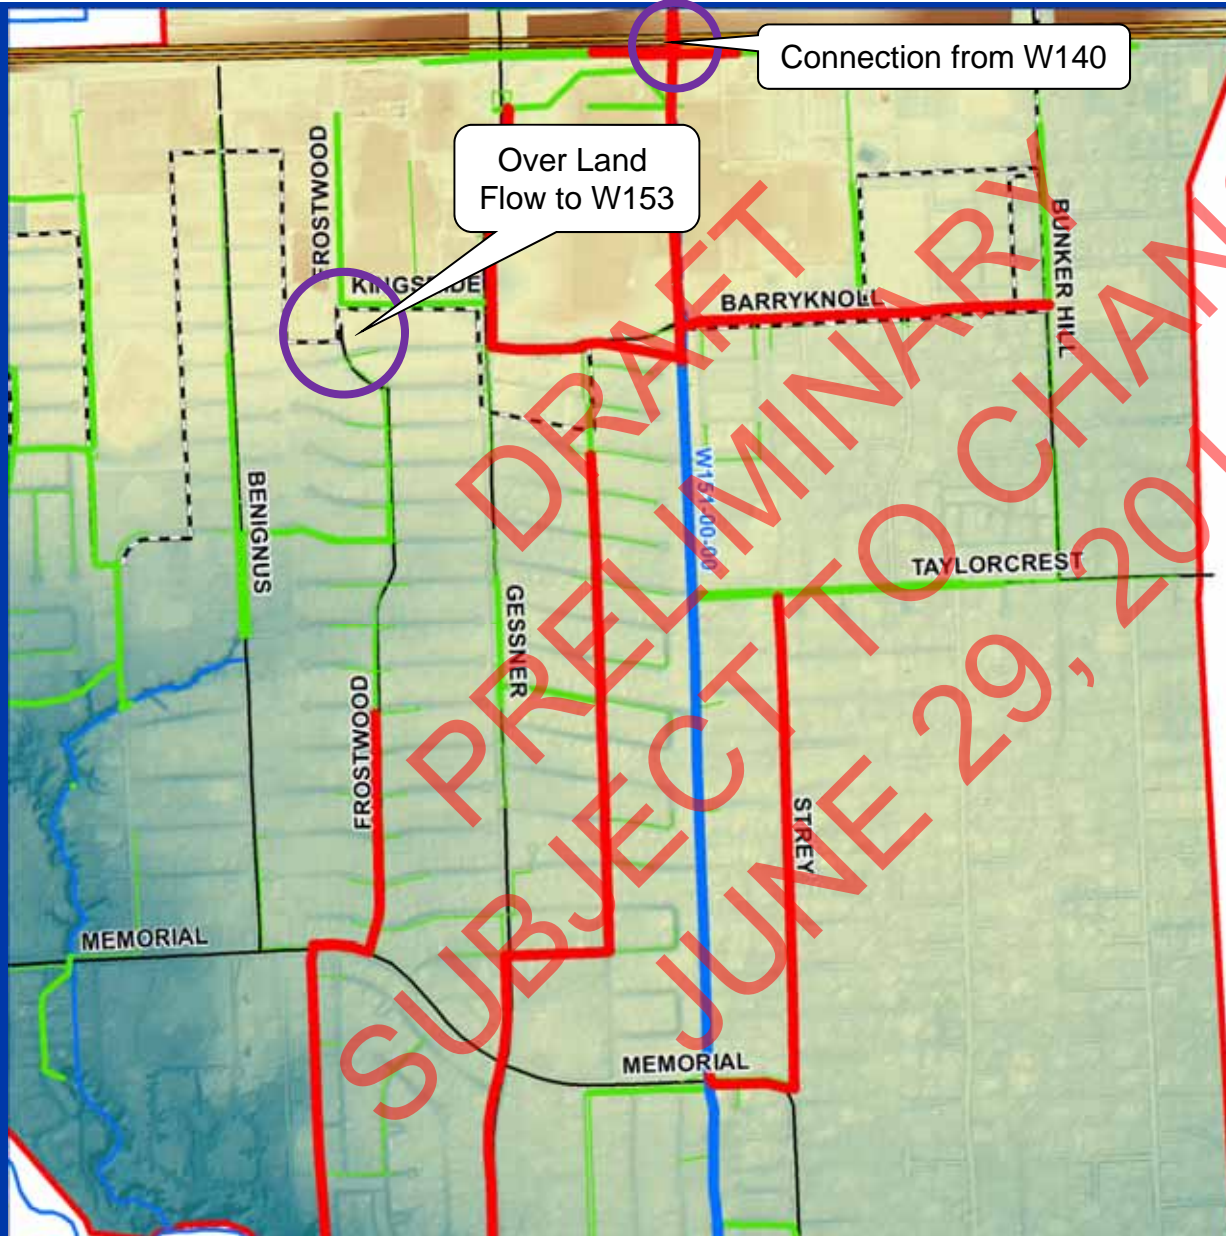 Connection from W140
Over Land
Flow to W153
FROSTWOOD
BUNKER HILL
BARRYKNOLL
W151-00-00
BENIGNUS
TAYLORCREST
GESSNER
FROSTWOOD
STREY
MEMORIAL
MEMORIAL
DRAFT
PRELIMINARY
SUBJECT TO CHAN
JUNE 29, 201